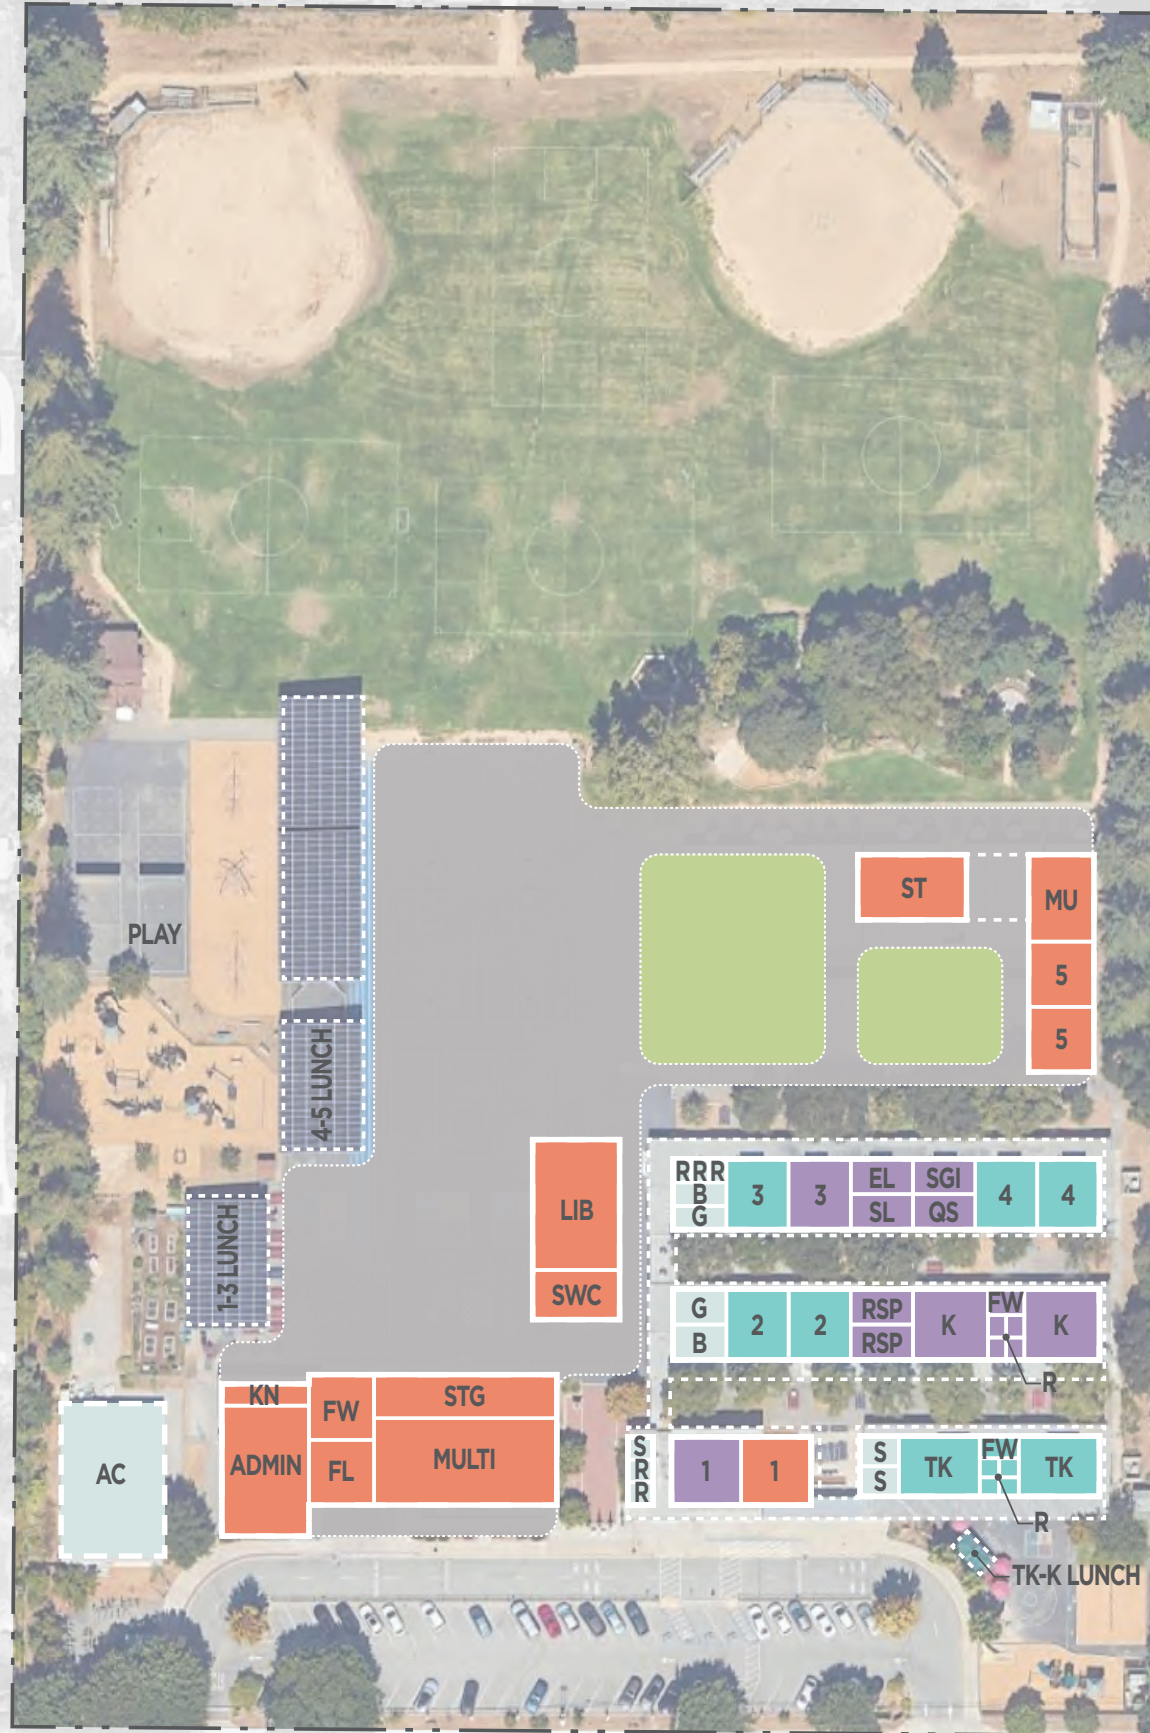 PLAY
ST
MU
5
5
4-5 LUNCH
1-3 LUNCH
LIB
SWC
RRR
B
G
3
3
EL
SL
SGI
QS
4
4
G
B
2
2
RSP
RSP
K
FW
K
R
KN
ADMIN
FW
FL
STG
MULTI
AC
S
R
R
1
1
S
S
TK
FW
TK
R
TK-K LUNCH